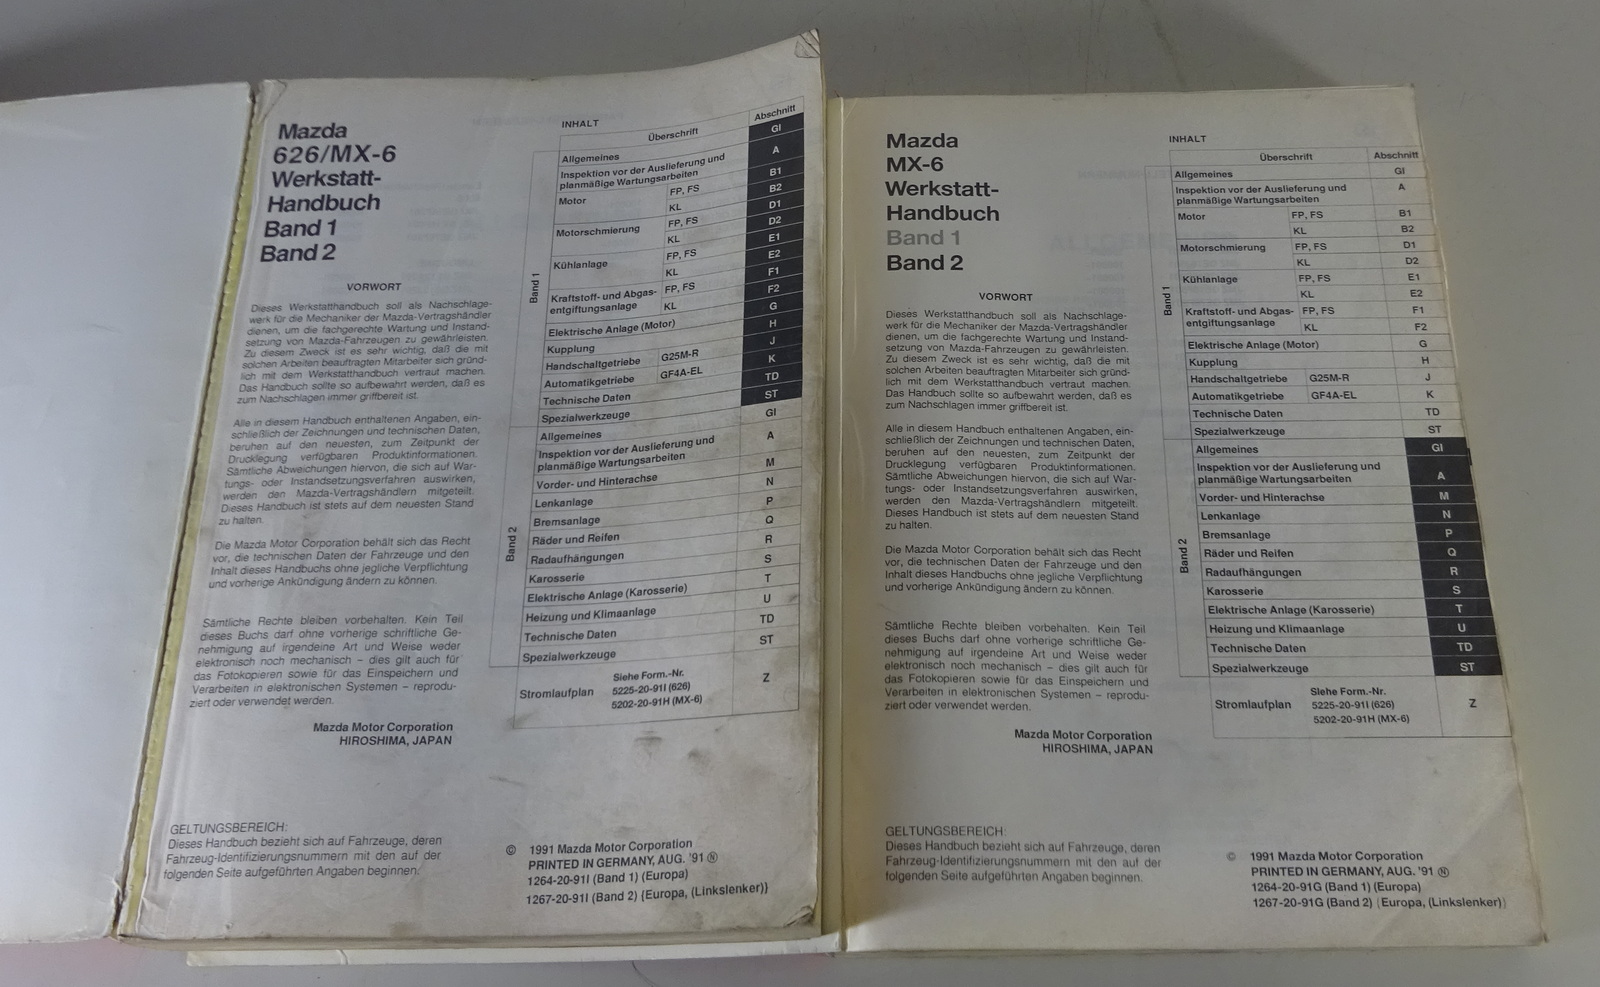 Mazda
626/MX-6
Werkstatt-
Handbuch
Band 1
Band 2
VORWORT
Dieses Werkstatthandbuch soll als Nachschlage-
werk für die Mechaniker der Mazda-Vertragshändler
dienen, um die fachgerechte Wartung und Instand-
setzung von Mazda-Fahrzeugen zu gewährleisten.
Zu diesem Zweck ist es sehr wichtig, daß die mit
solchen Arbeiten beauftragten Mitarbeiter sich gründ-
lich mit dem Werkstatthandbuch vertraut machen.
Das Handbuch sollte so aufbewahrt werden, daß es
zum Nachschlagen immer griffbereit ist.
Alle in diesem Handbuch enthaltenen Angaben, ein-
schließlich der Zeichnungen und technischen Daten,
beruhen auf den neuesten, zum Zeitpunkt der
Drucklegung verfügbaren Produktinformationen.
Sämtliche Abweichungen hiervon, die sich auf War-
tungs- oder Instandsetzungsverfahren auswirken,
werden den Mazda-Vertragshändlern mitgeteilt.
Dieses Handbuch ist stets auf dem neuesten Stand
zu halten.
Die Mazda Motor Corporation behält sich das Recht
vor, die technischen Daten der Fahrzeuge und den
Inhalt dieses Handbuchs ohne jegliche Verpflichtung
und vorherige Ankündigung ändern zu können.
Sämtliche Rechte bleiben vorbehalten. Kein Teil
dieses Buchs darf ohne vorherige schriftliche Ge-
nehmigung auf irgendeine Art und Weise weder
elektronisch noch mechanisch – dies gilt auch für
das Fotokopieren sowie für das Einspeichern und
Verarbeiten in elektronischen Systemen – reprodu-
ziert oder verwendet werden.
Mazda Motor Corporation
HIROSHIMA, JAPAN
GELTUNGSBEREICH:
Dieses Handbuch bezieht sich auf Fahrzeuge, deren
Fahrzeug-Identifizierungsnummern mit den auf der
folgenden Seite aufgeführten Angaben beginnen:
INHALT
Überschrift Abschnitt
Band 1
Allgemeines GI
Inspektion vor der Auslieferung und
planmäßige Wartungsarbeiten A
Motor FP, FS B1
KL B2
Motorschmierung FP, FS D1
KL D2
Kühlanlage FP, FS E1
KL E2
Kraftstoff- und Abgas- FP, FS F1
entgiftungsanlage KL F2
Elektrische Anlage (Motor) G
Kupplung H
Handschaltgetriebe G25M-R J
Automatikgetriebe GF4A-EL K
Technische Daten TD
Spezialwerkzeuge ST
Band 2
Allgemeines GI
Inspektion vor der Auslieferung und
planmäßige Wartungsarbeiten A
Vorder- und Hinterachse M
Lenkanlage N
Bremsanlage P
Räder und Reifen Q
Radaufhängungen R
Karosserie S
Elektrische Anlage (Karosserie) T
Heizung und Klimaanlage U
Technische Daten TD
Spezialwerkzeuge ST
Stromlaufplan Siehe Form.-Nr. Z
5225-20-91I (626)
5202-20-91H (MX-6)
© 1991 Mazda Motor Corporation
PRINTED IN GERMANY, AUG. '91 Ⓝ
1264-20-91I (Band 1) (Europa)
1267-20-91I (Band 2) {Europa, (Linkslenker)}
Mazda
MX-6
Werkstatt-
Handbuch
Band 1
Band 2
VORWORT
Dieses Werkstatthandbuch soll als Nachschlage-
werk für die Mechaniker der Mazda-Vertragshändler
dienen, um die fachgerechte Wartung und Instand-
setzung von Mazda-Fahrzeugen zu gewährleisten.
Zu diesem Zweck ist es sehr wichtig, daß die mit
solchen Arbeiten beauftragten Mitarbeiter sich gründ-
lich mit dem Werkstatthandbuch vertraut machen.
Das Handbuch sollte so aufbewahrt werden, daß es
zum Nachschlagen immer griffbereit ist.
Alle in diesem Handbuch enthaltenen Angaben, ein-
schließlich der Zeichnungen und technischen Daten,
beruhen auf den neuesten, zum Zeitpunkt der
Drucklegung verfügbaren Produktinformationen.
Sämtliche Abweichungen hiervon, die sich auf War-
tungs- oder Instandsetzungsverfahren auswirken,
werden den Mazda-Vertragshändlern mitgeteilt.
Dieses Handbuch ist stets auf dem neuesten Stand
zu halten.
Die Mazda Motor Corporation behält sich das Recht
vor, die technischen Daten der Fahrzeuge und den
Inhalt dieses Handbuchs ohne jegliche Verpflichtung
und vorherige Ankündigung ändern zu können.
Sämtliche Rechte bleiben vorbehalten. Kein Teil
dieses Buchs darf ohne vorherige schriftliche Ge-
nehmigung auf irgendeine Art und Weise weder
elektronisch noch mechanisch – dies gilt auch für
das Fotokopieren sowie für das Einspeichern und
Verarbeiten in elektronischen Systemen – reprodu-
ziert oder verwendet werden.
Mazda Motor Corporation
HIROSHIMA, JAPAN
GELTUNGSBEREICH:
Dieses Handbuch bezieht sich auf Fahrzeuge, deren
Fahrzeug-Identifizierungsnummern mit den auf der
folgenden Seite aufgeführten Angaben beginnen:
INHALT
Überschrift Abschnitt
Band 1
Allgemeines GI
Inspektion vor der Auslieferung und
planmäßige Wartungsarbeiten A
Motor FP, FS B1
KL B2
Motorschmierung FP, FS D1
KL D2
Kühlanlage FP, FS E1
KL E2
Kraftstoff- und Abgas- FP, FS F1
entgiftungsanlage KL F2
Elektrische Anlage (Motor) G
Kupplung H
Handschaltgetriebe G25M-R J
Automatikgetriebe GF4A-EL K
Technische Daten TD
Spezialwerkzeuge ST
Band 2
Allgemeines GI
Inspektion vor der Auslieferung und
planmäßige Wartungsarbeiten A
Vorder- und Hinterachse M
Lenkanlage N
Bremsanlage P
Räder und Reifen Q
Radaufhängungen R
Karosserie S
Elektrische Anlage (Karosserie) T
Heizung und Klimaanlage U
Technische Daten TD
Spezialwerkzeuge ST
Stromlaufplan Siehe Form.-Nr. Z
5225-20-91I (626)
5202-20-91H (MX-6)
© 1991 Mazda Motor Corporation
PRINTED IN GERMANY, AUG. '91 Ⓝ
1264-20-91G (Band 1) (Europa)
1267-20-91G (Band 2) {Europa, (Linkslenker)}